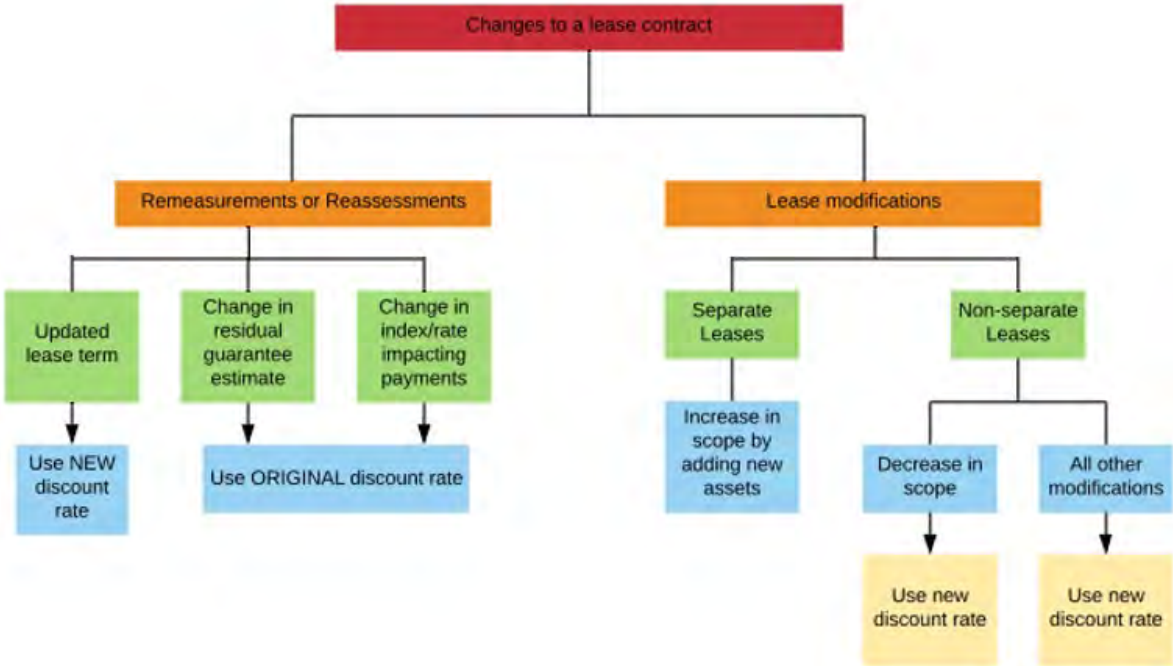 Changes to a lease contract
Remeasurements or Reassessments
Lease modifications
Updated
lease term
Change in
residual
guarantee
estimate
Change in
index/rate
impacting
payments
Separate
Leases
Non-separate
Leases
Use NEW
discount
rate
Use ORIGINAL discount rate
Increase in
scope by
adding new
assets
Decrease in
scope
All other
modifications
Use new
discount rate
Use new
discount rate